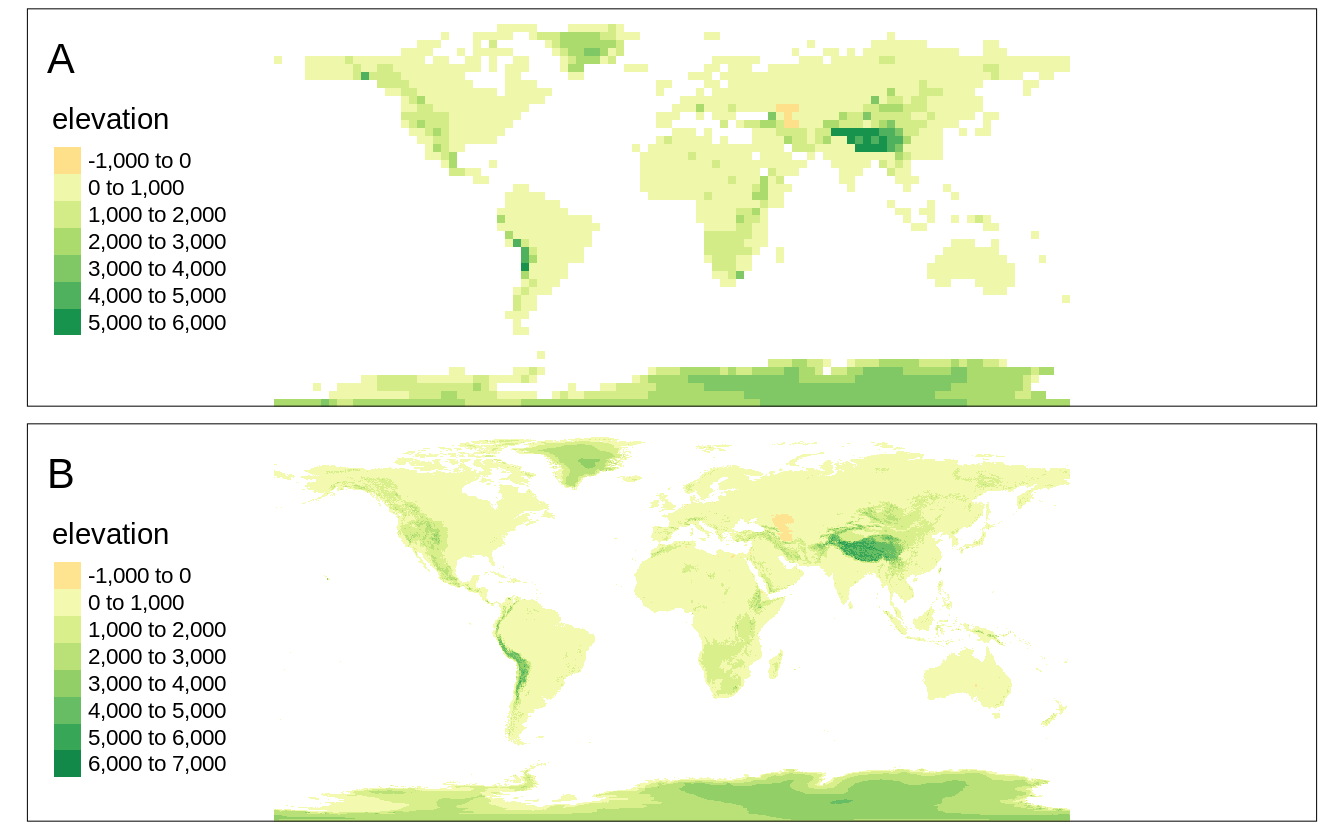 A
elevation
-1,000 to 0
0 to 1,000
1,000 to 2,000
2,000 to 3,000
3,000 to 4,000
4,000 to 5,000
5,000 to 6,000
B
elevation
-1,000 to 0
0 to 1,000
1,000 to 2,000
2,000 to 3,000
3,000 to 4,000
4,000 to 5,000
5,000 to 6,000
6,000 to 7,000